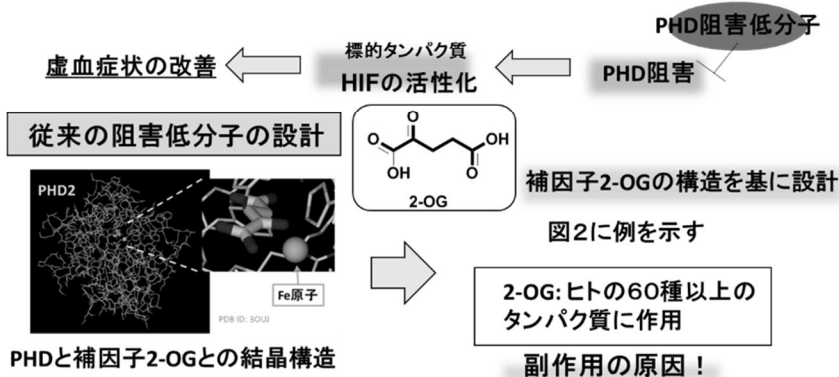 PHD阻害低分子
虚血症状の改善
標的タンパク質
HIFの活性化
PHD阻害
従来の阻害低分子の設計
PHD2
Fe原子
PDB ID: 3OUJ
PHDと補因子2-OGとの結晶構造
O
O
OH
OH
O
2-OG
補因子2-OGの構造を基に設計
図2に例を示す
2-OG: ヒトの60種以上の
タンパク質に作用
副作用の原因！